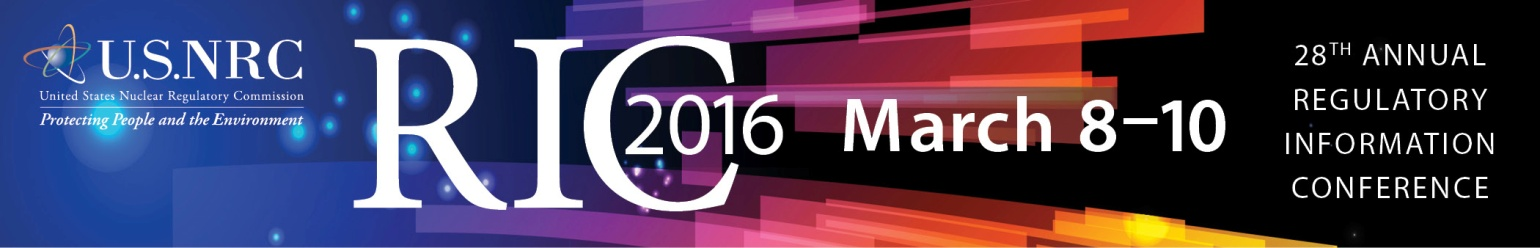 U.S.NRC
United States Nuclear Regulatory Commission
Protecting People and the Environment
RIC
2016
March 8–10
28TH ANNUAL
REGULATORY
INFORMATION
CONFERENCE